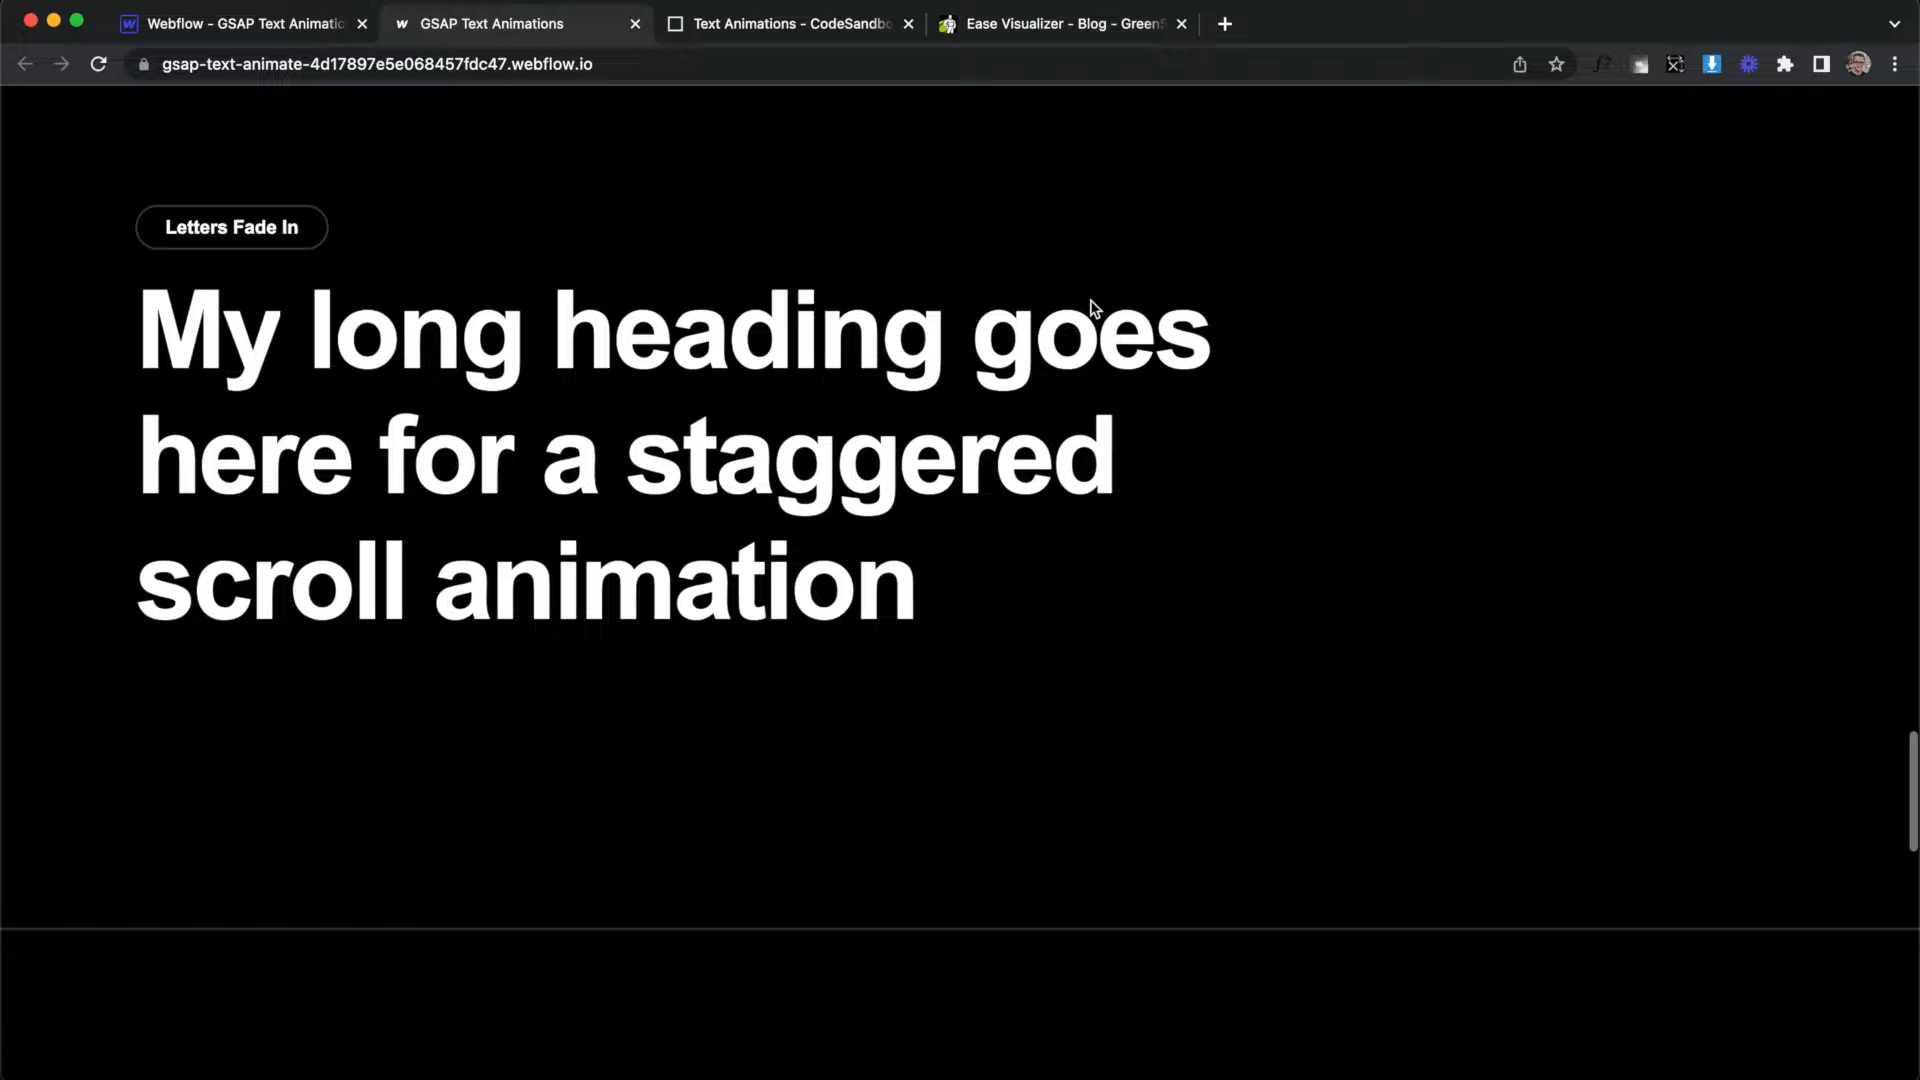 Webflow - GSAP Text Animatio
GSAP Text Animations
Text Animations - CodeSandbo
Ease Visualizer - Blog - GreenS
gsap-text-animate-4d17897e5e068457fdc47.webflow.io
Letters Fade In
My long heading goes
here for a staggered
scroll animation